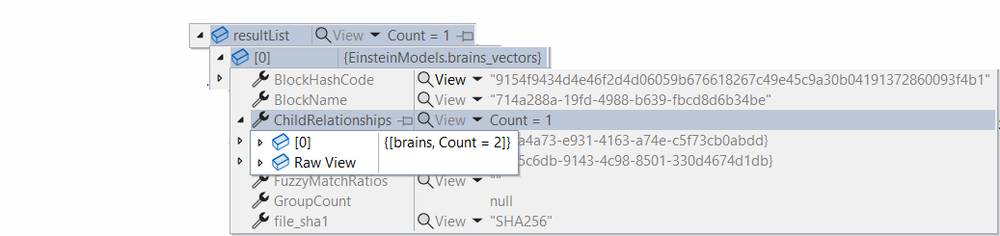 resultList View Count = 1
[0] {EinsteinModels.brains_vectors}
BlockHashCode View "9154f9434d4e46f2d4d06059b676618267c49e45c9a30b04191372860093f4b1"
BlockName View "714a288a-19fd-4988-b639-fbcd8d6b34be"
ChildRelationships View Count = 1
[0] {[brains, Count = 2]} a4a73-e931-4163-a74e-c5f73cb0abdd}
Raw View 5c6db-9143-4c98-8501-330d4674d1db}
FuzzyMatchRatios View ""
GroupCount null
file_sha1 View "SHA256"